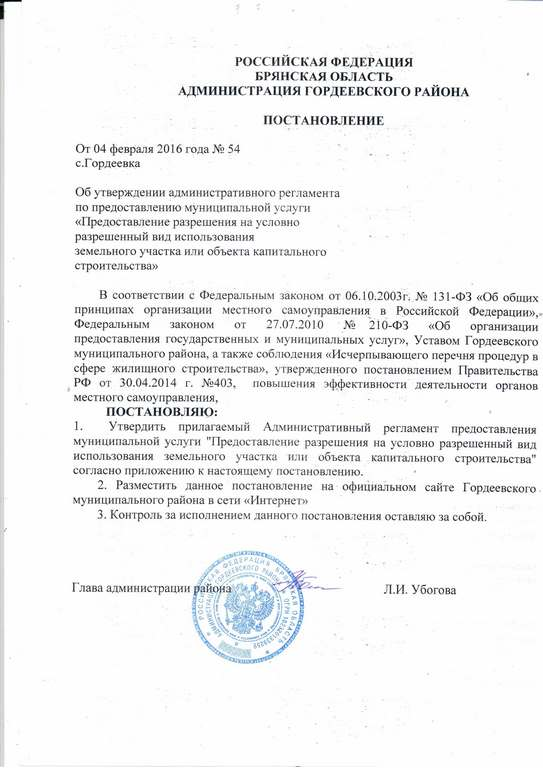 РОССИЙСКАЯ ФЕДЕРАЦИЯ
БРЯНСКАЯ ОБЛАСТЬ
АДМИНИСТРАЦИЯ ГОРДЕЕВСКОГО РАЙОНА
ПОСТАНОВЛЕНИЕ
От 04 февраля 2016 года № 54
с.Гордеевка
Об утверждении административного регламента
по предоставлению муниципальной услуги
«Предоставление разрешения на условно
разрешенный вид использования
земельного участка или объекта капитального
строительства»
В соответствии с Федеральным законом от 06.10.2003г. № 131-ФЗ «Об общих
принципах организации местного самоуправления в Российской Федерации»,
Федеральным законом от 27.07.2010 № 210-ФЗ «Об организации
предоставления государственных и муниципальных услуг», Уставом Гордеевского
муниципального района, а также соблюдения «Исчерпывающего перечня процедур в
сфере жилищного строительства», утвержденного постановлением Правительства
РФ от 30.04.2014 г. №403, повышения эффективности деятельности органов
местного самоуправления,
ПОСТАНОВЛЯЮ:
1. Утвердить прилагаемый Административный регламент предоставления
муниципальной услуги "Предоставление разрешения на условно разрешенный вид
использования земельного участка или объекта капитального строительства"
согласно приложению к настоящему постановлению.
2. Разместить данное постановление на официальном сайте Гордеевского
муниципального района в сети «Интернет»
3. Контроль за исполнением данного постановления оставляю за собой.
Глава администрации района Л.И. Убогова
РОССИЙСКАЯ ФЕДЕРАЦИЯ БРЯНСКАЯ ОБЛАСТЬ